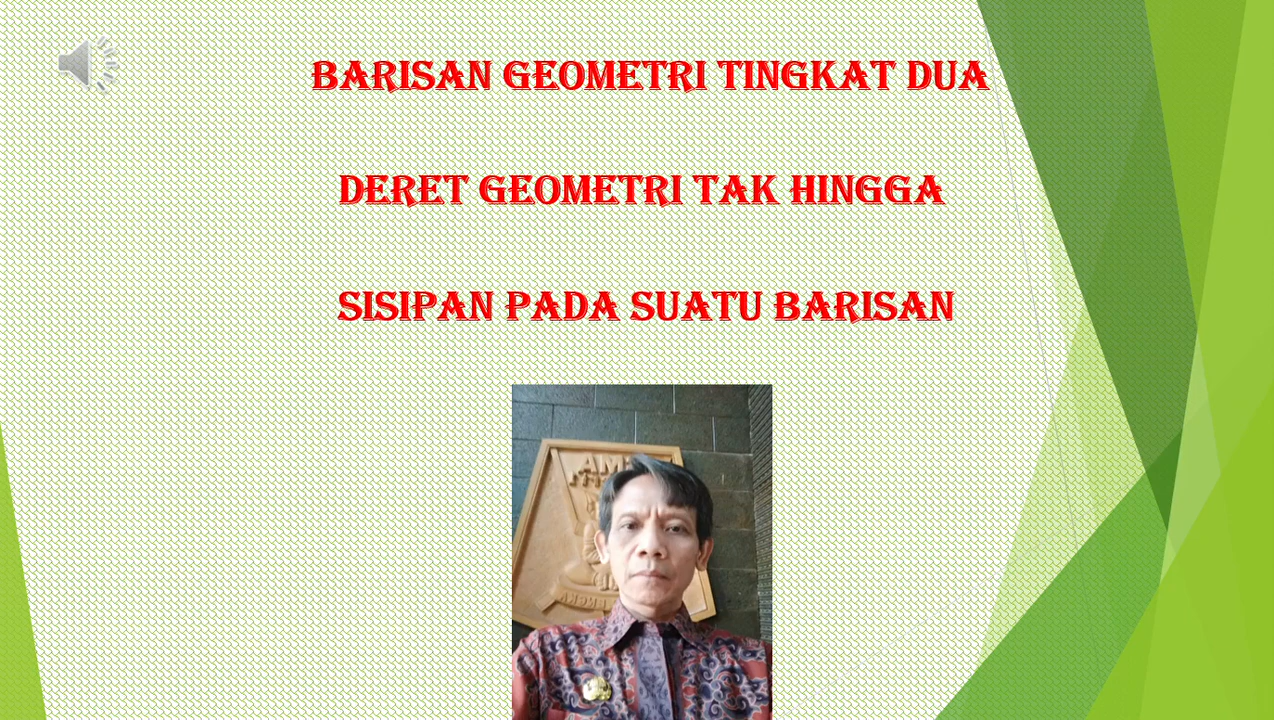 BARISAN GEOMETRI TINGKAT DUA
DERET GEOMETRI TAK HINGGA
SISIPAN PADA SUATU BARISAN